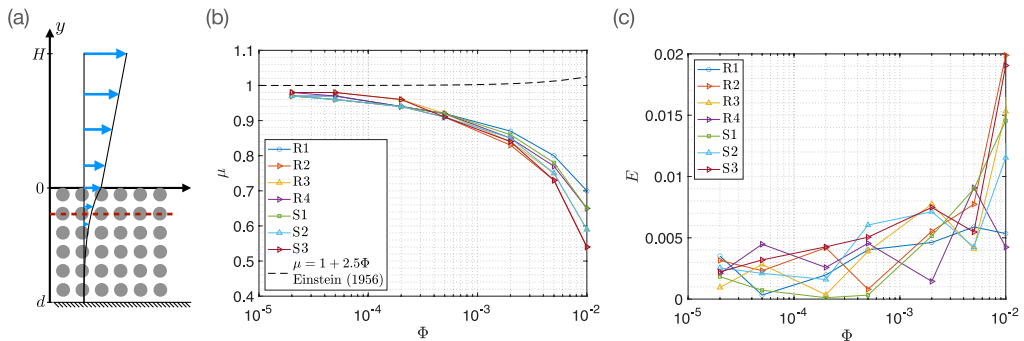 (a)
y
H
0
d
(b)
1.1
1
0.9
0.8
0.7
0.6
0.5
0.4
μ
R1
R2
R3
R4
S1
S2
S3
μ = 1 + 2.5Φ
Einstein (1956)
10⁻⁵
10⁻⁴
10⁻³
10⁻²
Φ
(c)
0.02
0.015
0.01
0.005
0
E
R1
R2
R3
R4
S1
S2
S3
10⁻⁵
10⁻⁴
10⁻³
10⁻²
Φ